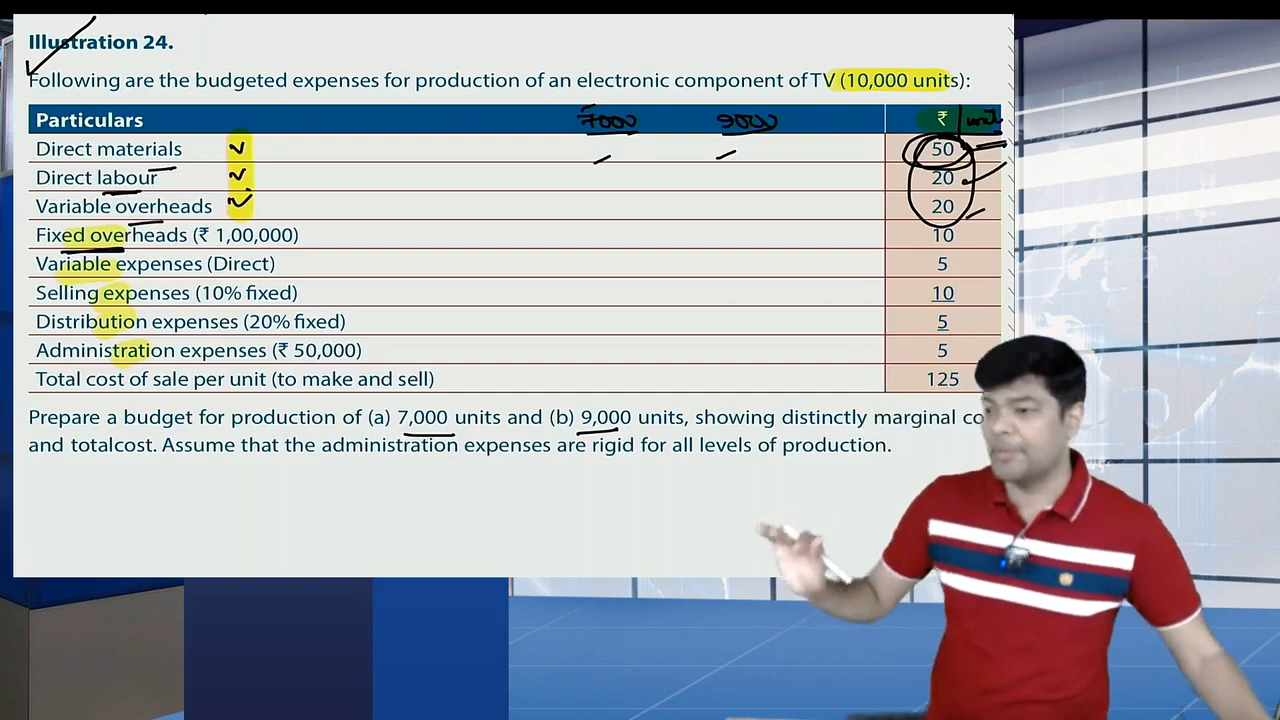 Illustration 24.
Following are the budgeted expenses for production of an electronic component of TV (10,000 units):
Particulars 7000 9000 ₹ unit
Direct materials 50
Direct labour 20
Variable overheads 20
Fixed overheads (₹ 1,00,000) 10
Variable expenses (Direct) 5
Selling expenses (10% fixed) 10
Distribution expenses (20% fixed) 5
Administration expenses (₹ 50,000) 5
Total cost of sale per unit (to make and sell) 125
Prepare a budget for production of (a) 7,000 units and (b) 9,000 units, showing distinctly marginal co
and totalcost. Assume that the administration expenses are rigid for all levels of production.